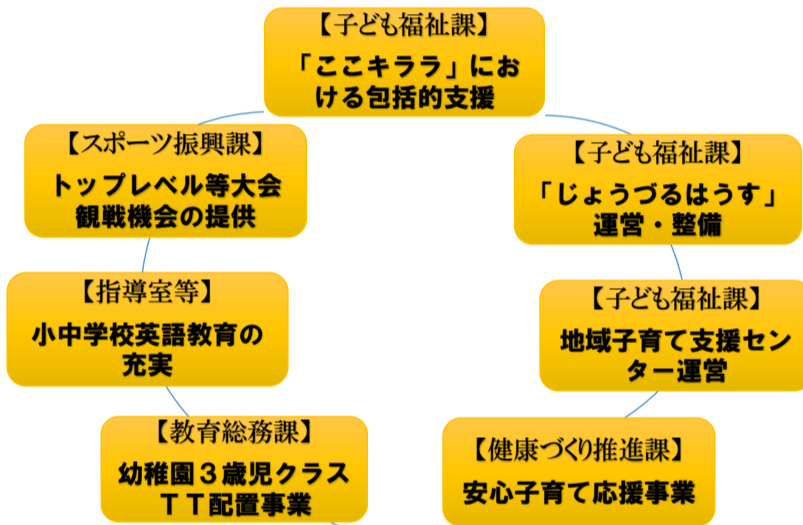 【子ども福祉課】
「ここキララ」にお
ける包括的支援
【スポーツ振興課】
トップレベル等大会
観戦機会の提供
【子ども福祉課】
「じょうづるはうす」
運営・整備
【指導室等】
小中学校英語教育の
充実
【子ども福祉課】
地域子育て支援セン
ター運営
【教育総務課】
幼稚園３歳児クラス
ＴＴ配置事業
【健康づくり推進課】
安心子育て応援事業